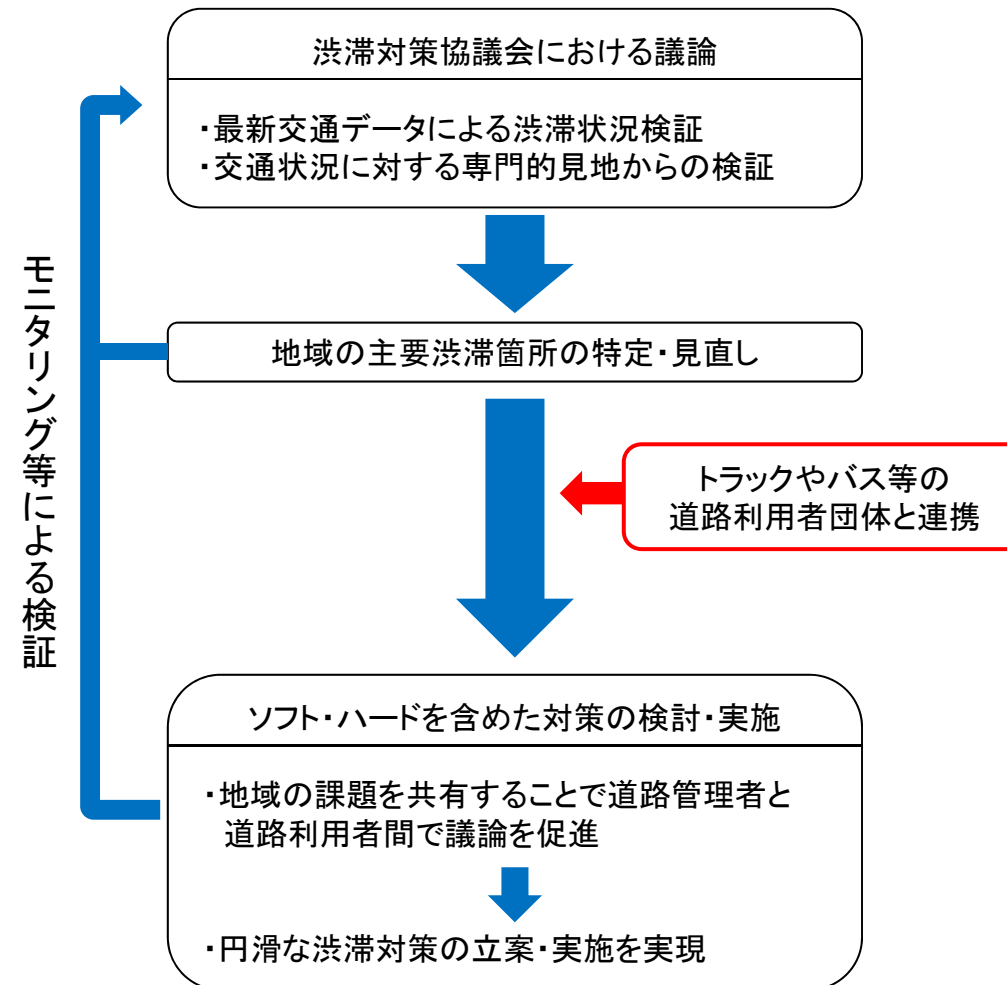 渋滞対策協議会における議論
・最新交通データによる渋滞状況検証
・交通状況に対する専門的見地からの検証
モニタリング等による検証
地域の主要渋滞箇所の特定・見直し
トラックやバス等の
道路利用者団体と連携
ソフト・ハードを含めた対策の検討・実施
・地域の課題を共有することで道路管理者と
道路利用者間で議論を促進
・円滑な渋滞対策の立案・実施を実現